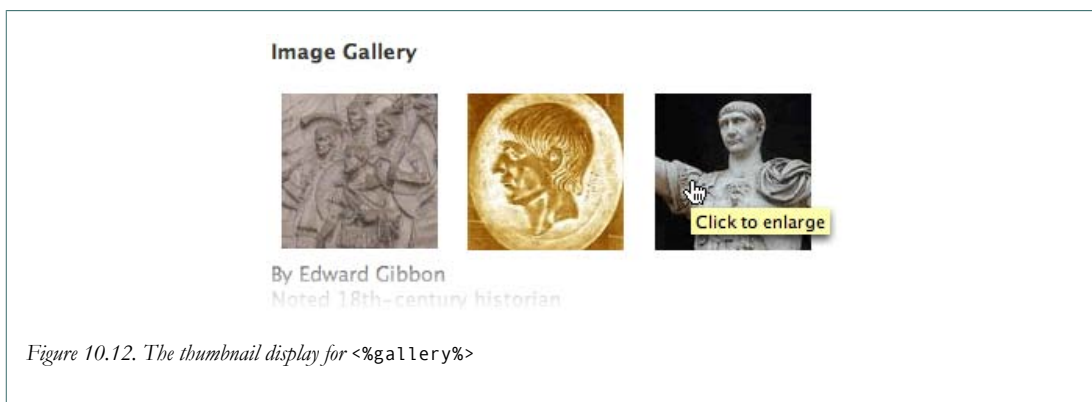 Image Gallery
Click to enlarge
By Edward Gibbon
Noted 18th-century historian
Figure 10.12. The thumbnail display for <%gallery%>